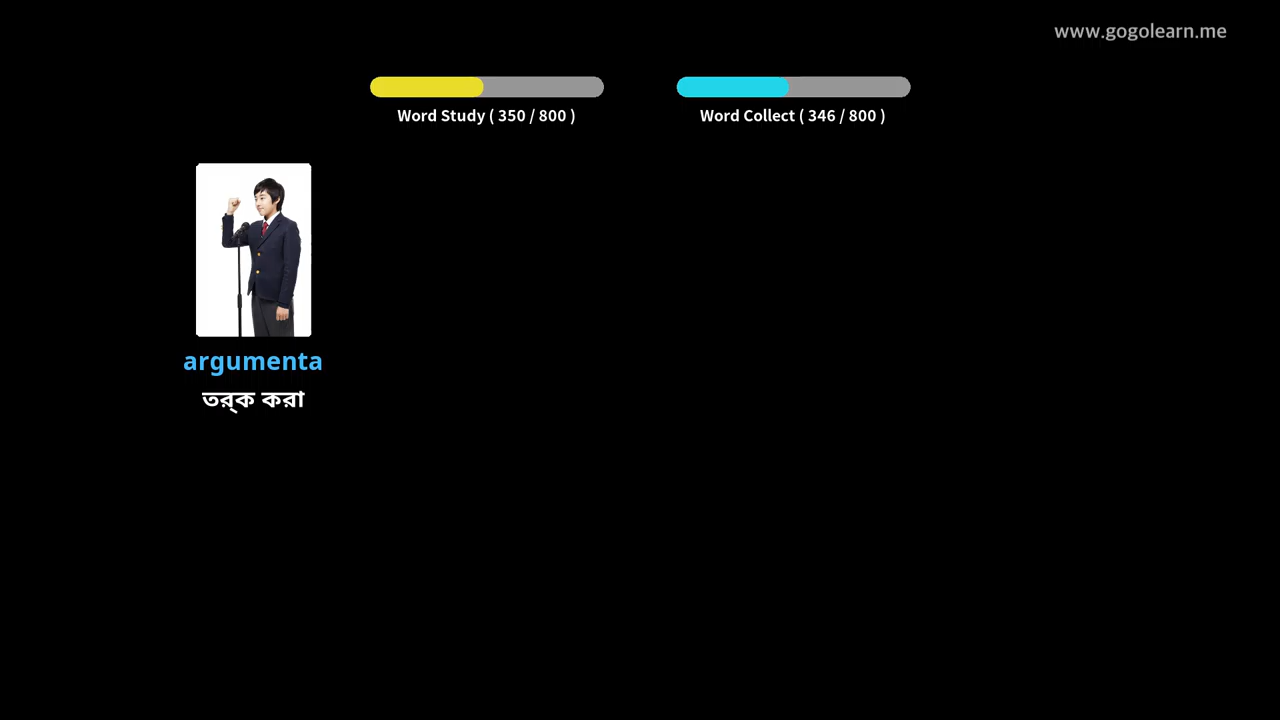 www.gogolearn.me
Word Study ( 350 / 800 )
Word Collect ( 346 / 800 )
argumenta
তর্ক করা